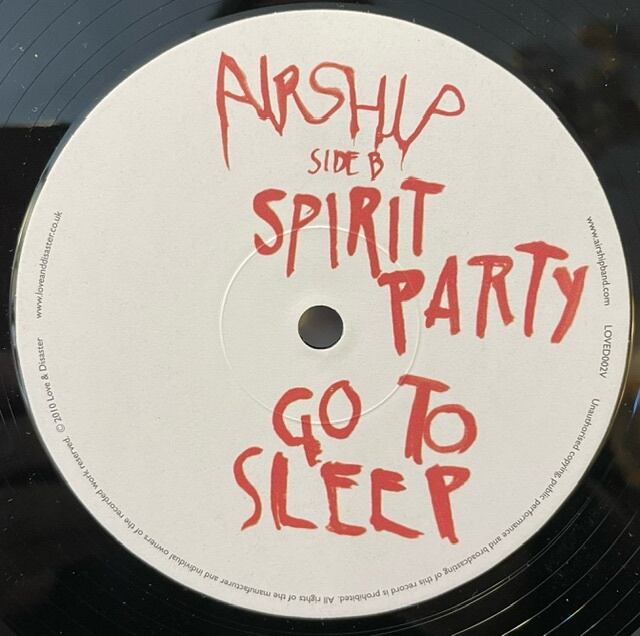 AIRSHIP
SIDE B
SPIRIT
PARTY
GO TO
SLEEP
www.airshipband.com
LOVED002V
Unauthorised copying, public performance and broadcasting of this record is prohibited. All rights of the manufacturer and individual owners of the recorded work reserved. © 2010 Love & Disaster
www.loveanddisaster.co.uk